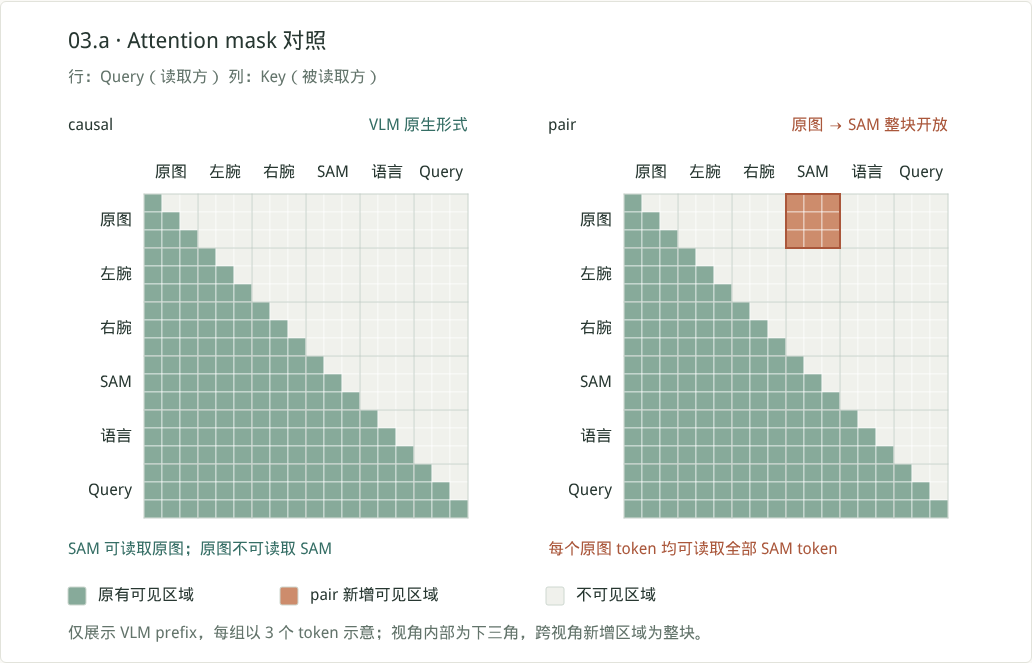 03.a · Attention mask 对照
行：Query（读取方）列：Key（被读取方）
causal VLM 原生形式
pair 原图 → SAM 整块开放
原图 左腕 右腕 SAM 语言 Query
原图 左腕 右腕 SAM 语言 Query
原图
左腕
右腕
SAM
语言
Query
原图
左腕
右腕
SAM
语言
Query
SAM 可读取原图；原图不可读取 SAM
每个原图 token 均可读取全部 SAM token
原有可见区域
pair 新增可见区域
不可见区域
仅展示 VLM prefix，每组以 3 个 token 示意；视角内部为下三角，跨视角新增区域为整块。